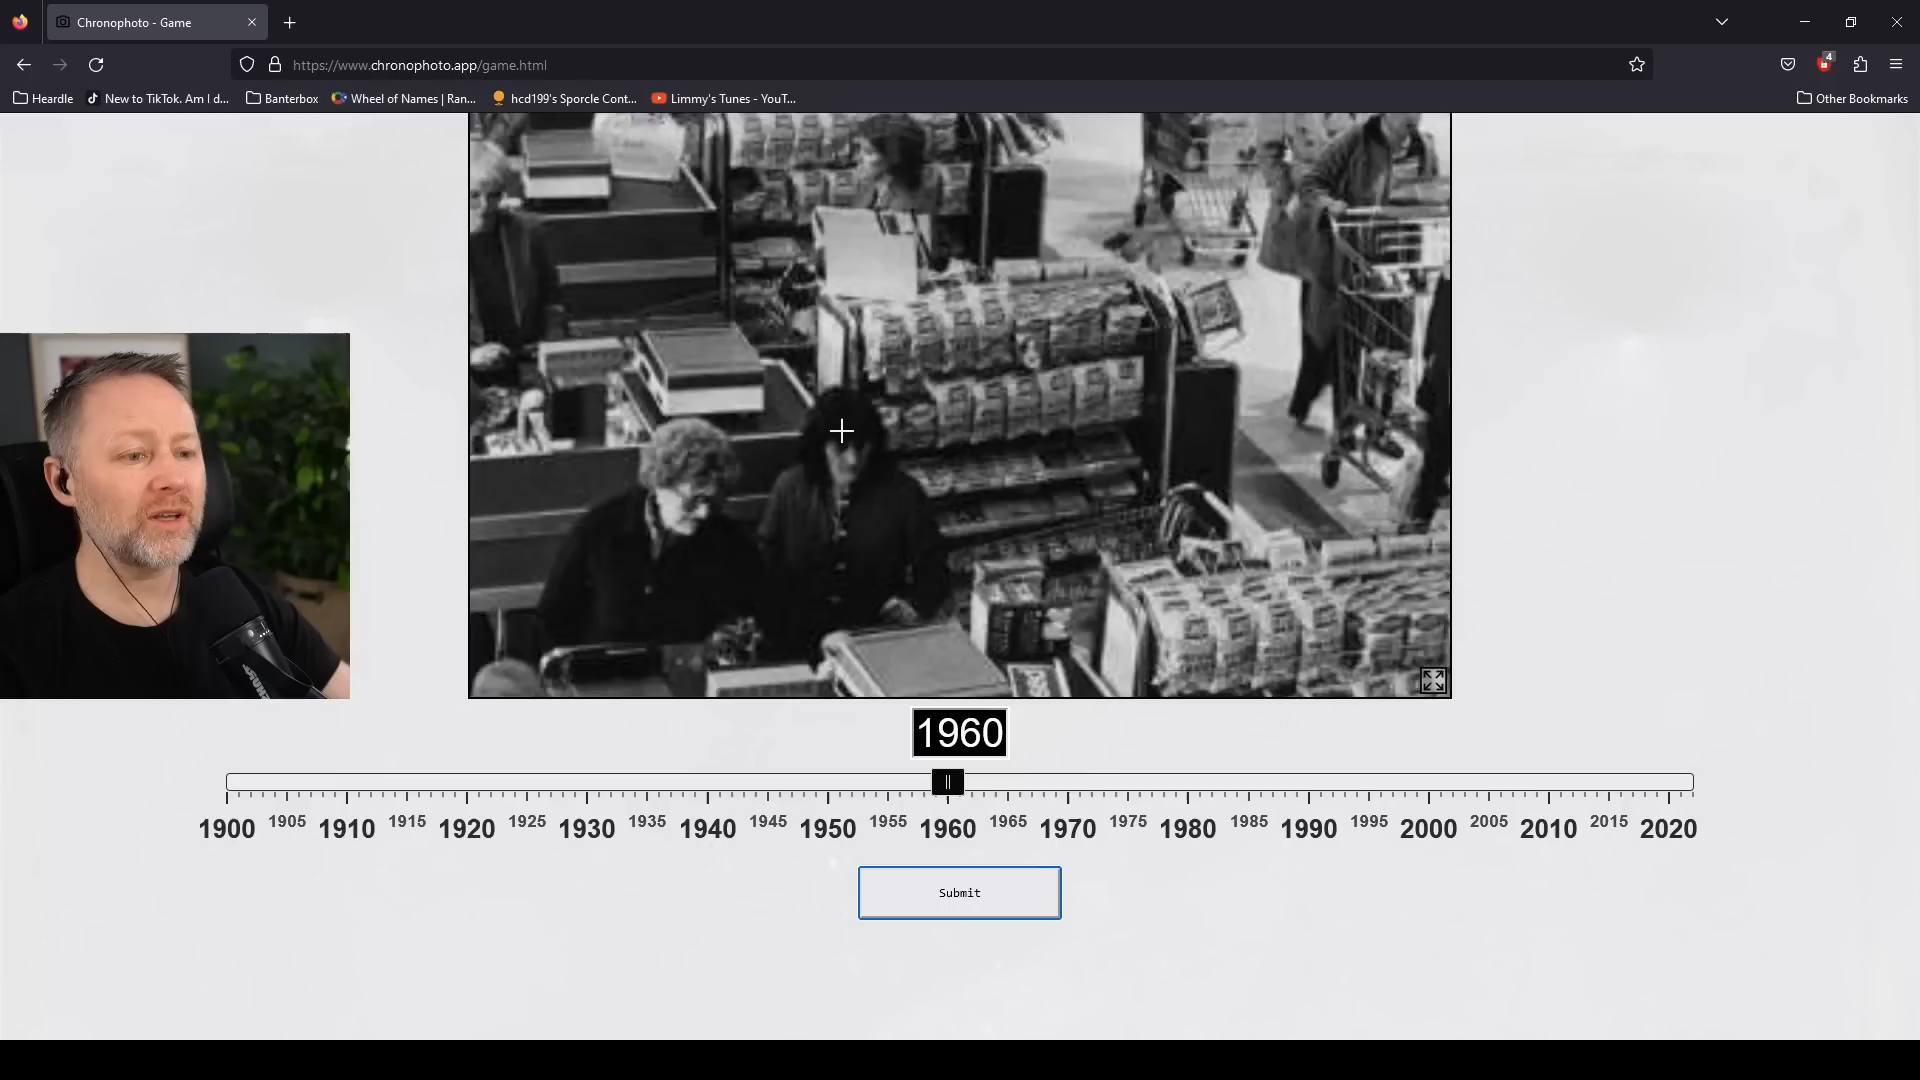 Chronophoto - Game
https://www.chronophoto.app/game.html
4
Heardle
New to TikTok. Am I d...
Banterbox
Wheel of Names | Ran...
hcd199's Sporcle Cont...
Limmy's Tunes - YouT...
Other Bookmarks
1960
1900 1905 1910 1915 1920 1925 1930 1935 1940 1945 1950 1955 1960 1965 1970 1975 1980 1985 1990 1995 2000 2005 2010 2015 2020
Submit